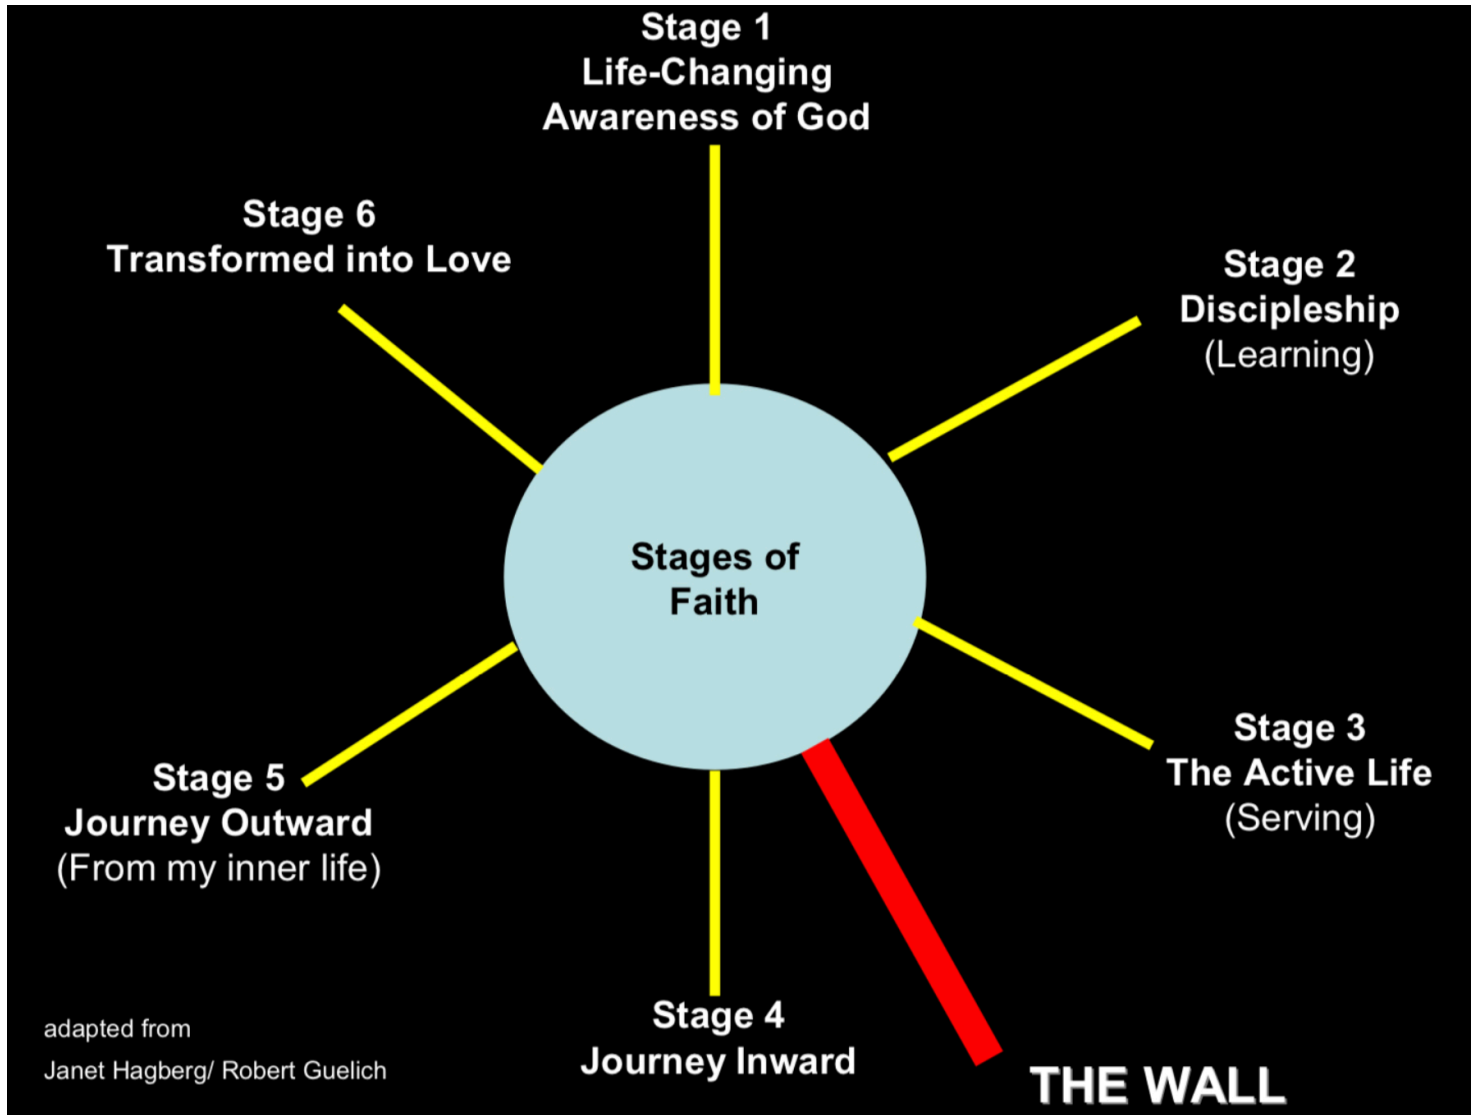 Stage 1
Life-Changing
Awareness of God
Stage 2
Discipleship
(Learning)
Stage 3
The Active Life
(Serving)
THE WALL
Stage 4
Journey Inward
Stage 5
Journey Outward
(From my inner life)
Stage 6
Transformed into Love
Stages of
Faith
adapted from
Janet Hagberg/ Robert Guelich